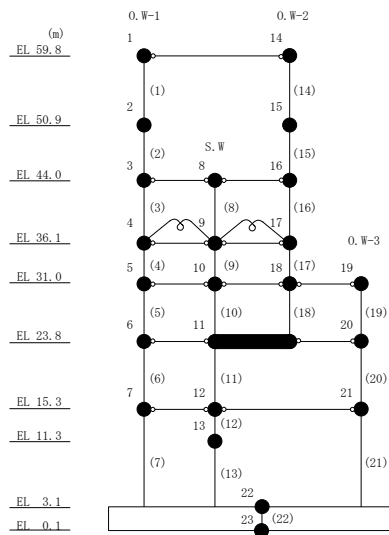 O.W-1 O.W-2
(m)
1 14
EL 59.8
(1) (14)
2 15
EL 50.9
(2) S.W (15)
3 8 16
EL 44.0
(3) (8) (16)
4 9 17
EL 36.1
O.W-3
5 (4) 10 (9) 18 (17) 19
EL 31.0
(5) (10) (18) (19)
6 11 20
EL 23.8
(6) (11) (20)
7 12 21
EL 15.3
13 (12)
EL 11.3
(7) (13) (21)
22
EL 3.1
23 (22)
EL 0.1